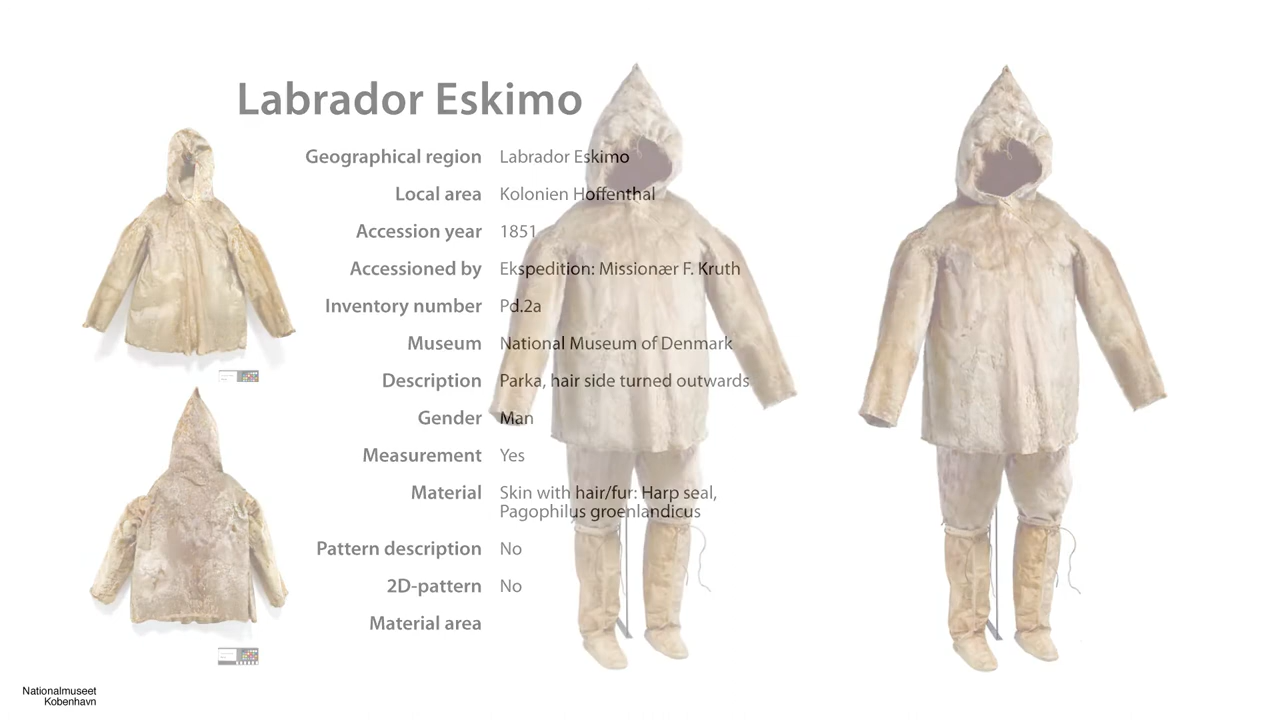 Labrador Eskimo
Geographical region Labrador Eskimo
Local area Kolonien Hoffenthal
Accession year 1851
Accessioned by Ekspedition: Missionær F. Kruth
Inventory number Pd.2a
Museum National Museum of Denmark
Description Parka, hair side turned outwards
Gender Man
Measurement Yes
Material Skin with hair/fur: Harp seal,
Pagophilus groenlandicus
Pattern description No
2D-pattern No
Material area
Nationalmuseet
Kobenhavn